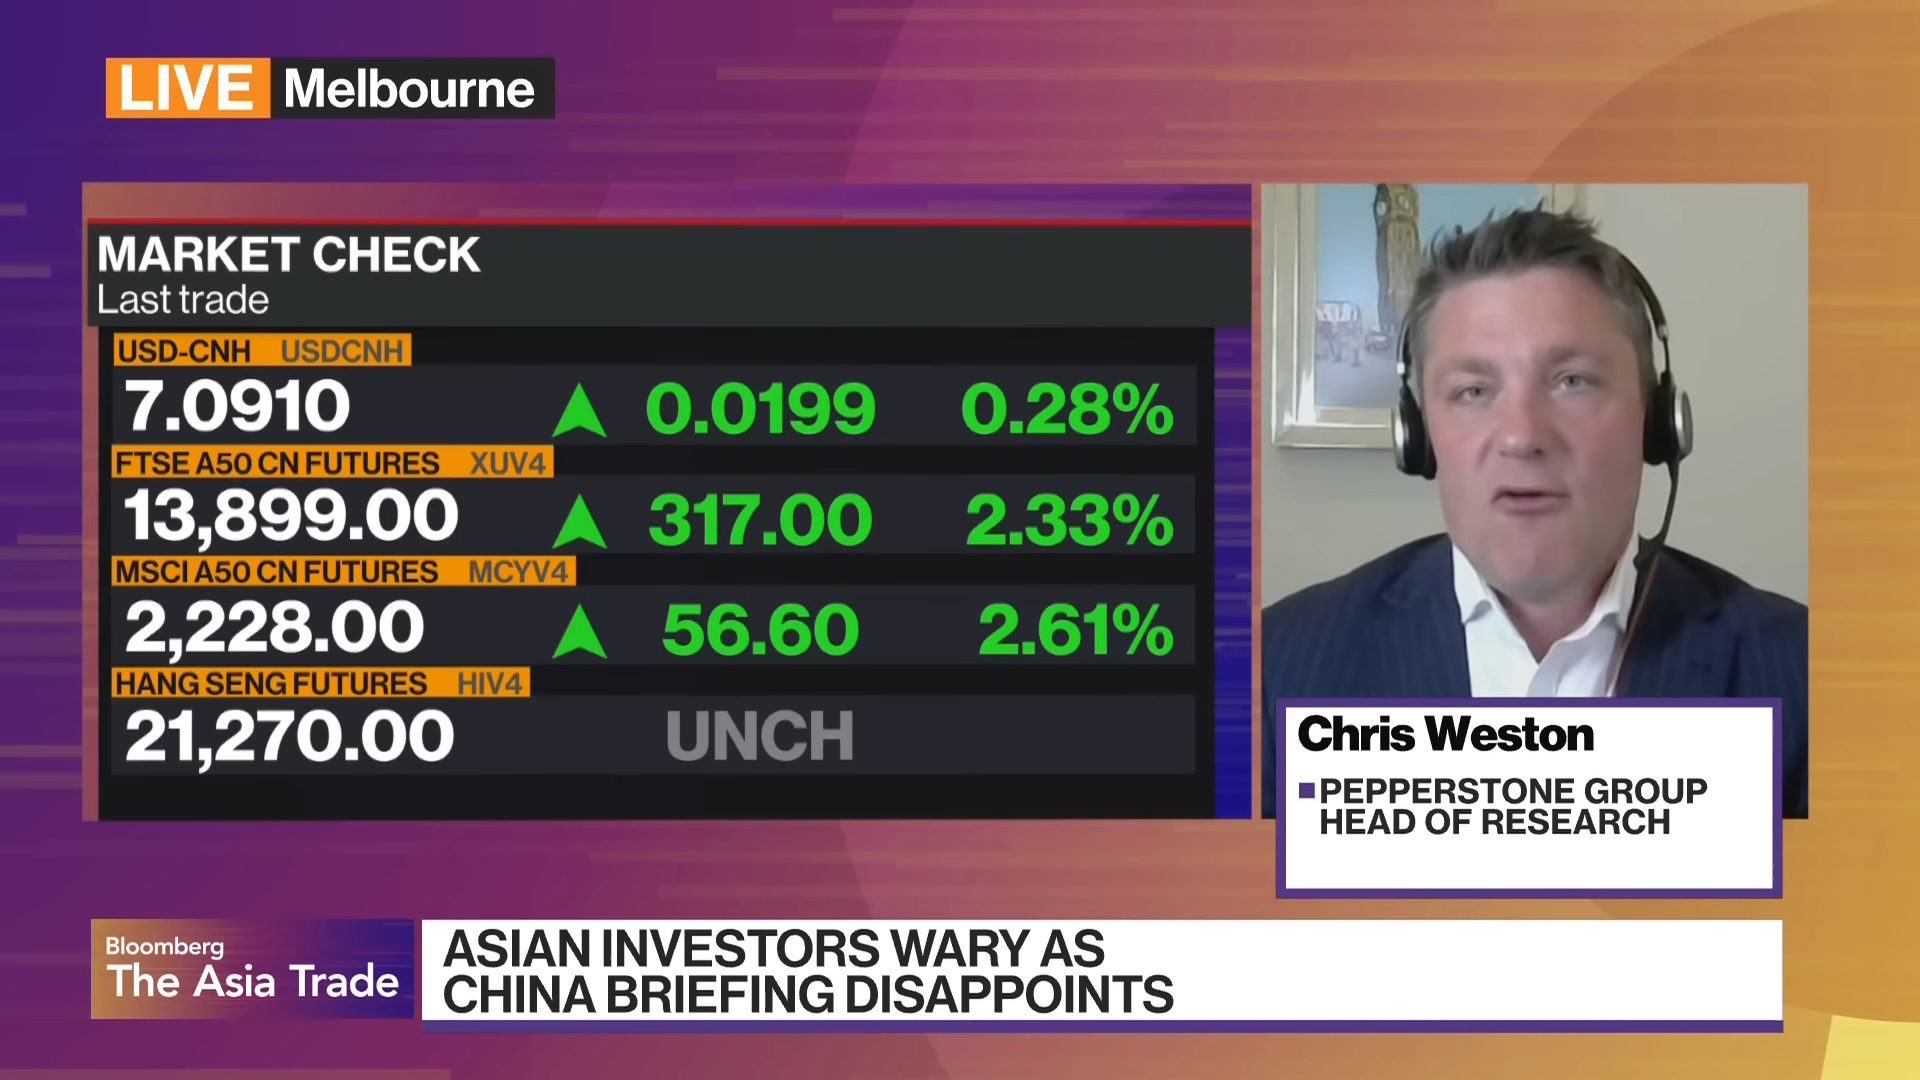 LIVE Melbourne
MARKET CHECK
Last trade
USD-CNH USDCNH
7.0910 0.0199 0.28%
FTSE A50 CN FUTURES XUV4
13,899.00 317.00 2.33%
MSCI A50 CN FUTURES MCYV4
2,228.00 56.60 2.61%
HANG SENG FUTURES HIV4
21,270.00 UNCH
Chris Weston
PEPPERSTONE GROUP
HEAD OF RESEARCH
Bloomberg
The Asia Trade
ASIAN INVESTORS WARY AS
CHINA BRIEFING DISAPPOINTS